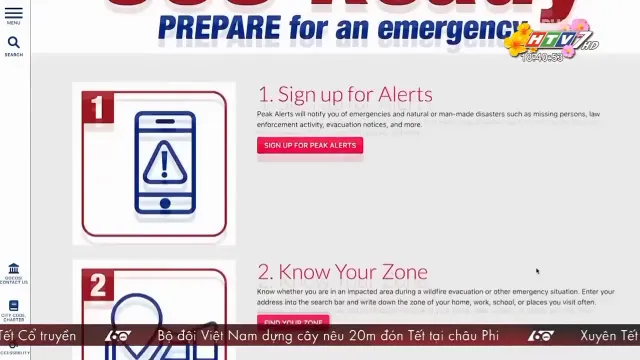 MENU
SEARCH
COS Ready
PREPARE for an emergency
HTV7 HD
10:40:53
1
1. Sign up for Alerts
Peak Alerts will notify you of emergencies and natural or man-made disasters such as missing persons, law
enforcement activity, evacuation notices, and more.
SIGN UP FOR PEAK ALERTS
2
2. Know Your Zone
Know whether you are in an impacted area during a wildfire evacuation or other emergency situation. Enter your
address into the search bar and write down the zone of your home, work, school, or places you visit often.
FIND YOUR ZONE
GOCOS!
CONTACT US
CITY CODE,
CHARTER
ACCESSIBILITY
Tết Cổ truyền 60 Bộ đội Việt Nam dựng cây nêu 20m đón Tết tại châu Phi 60 Xuyên Tết